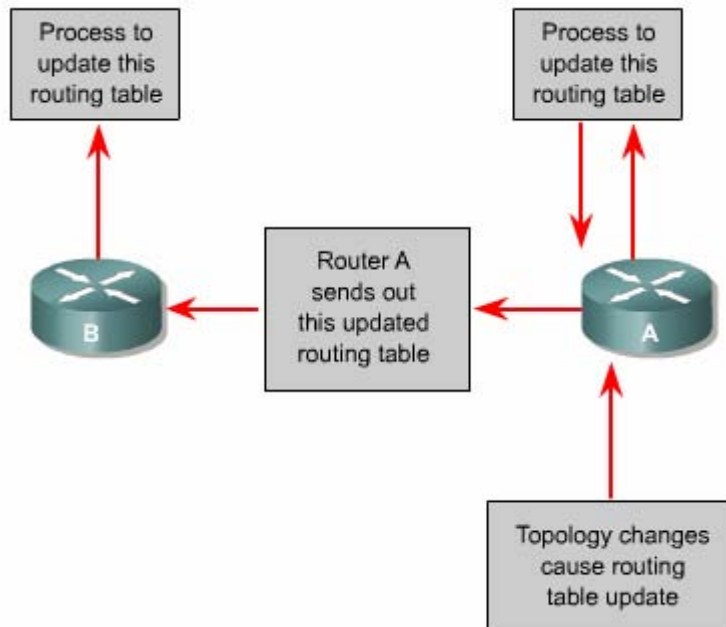 Process to
update this
routing table
Process to
update this
routing table
Router A
sends out
this updated
routing table
B
A
Topology changes
cause routing
table update